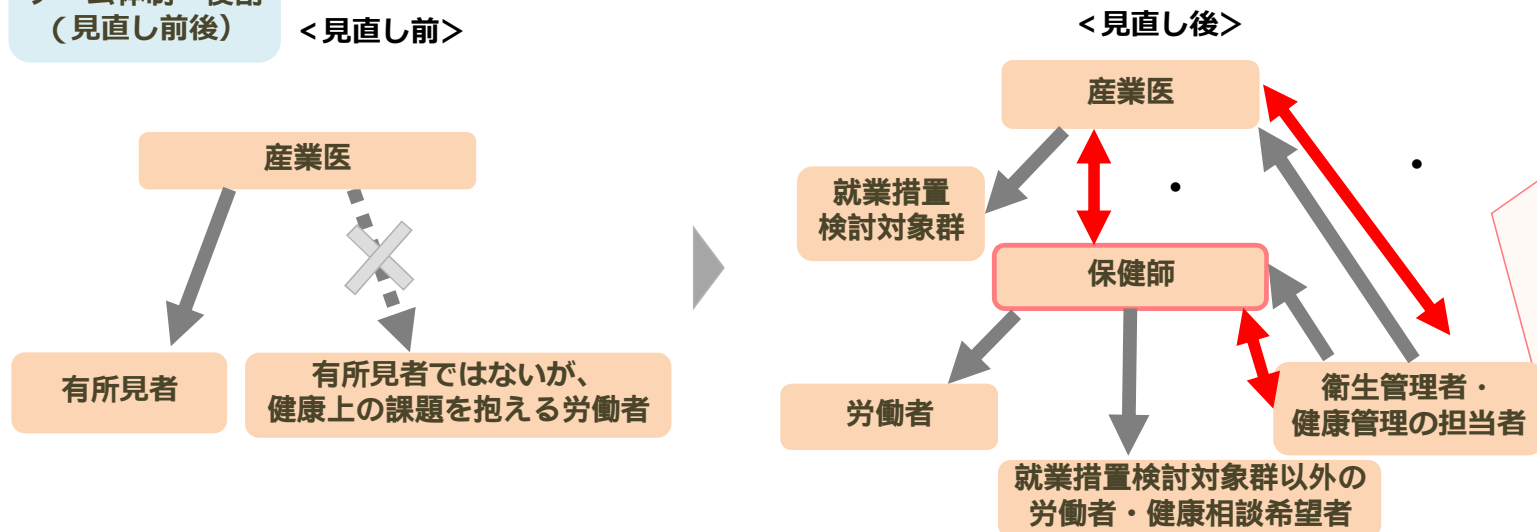 (見直し前後)
＜見直し前＞
産業医
有所見者
有所見者ではないが、
健康上の課題を抱える労働者
＜見直し後＞
産業医
就業措置
検討対象群
保健師
労働者
衛生管理者・
健康管理の担当者
就業措置検討対象群以外の
労働者・健康相談希望者